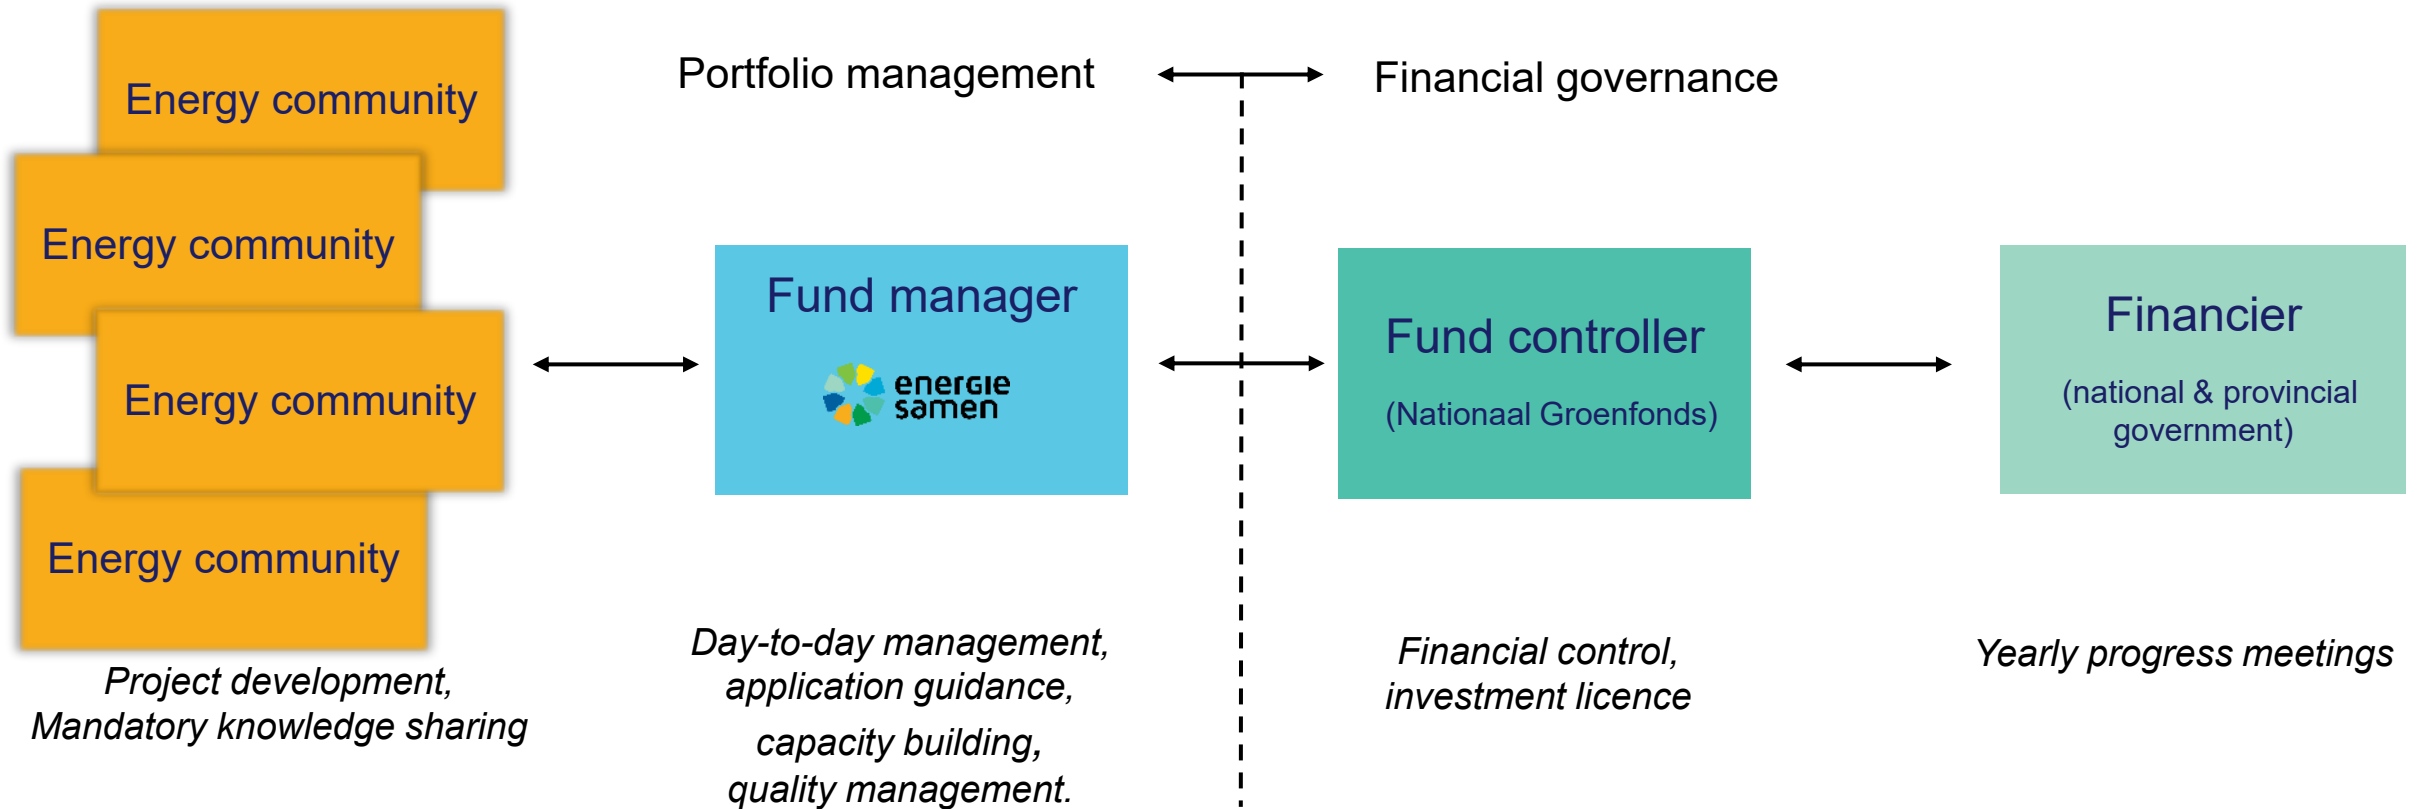 Energy community
Energy community
Energy community
Energy community
Project development,
Mandatory knowledge sharing
Portfolio management
Financial governance
Fund manager
energie
samen
Day-to-day management,
application guidance,
capacity building,
quality management.
Fund controller
(Nationaal Groenfonds)
Financial control,
investment licence
Financier
(national & provincial
government)
Yearly progress meetings